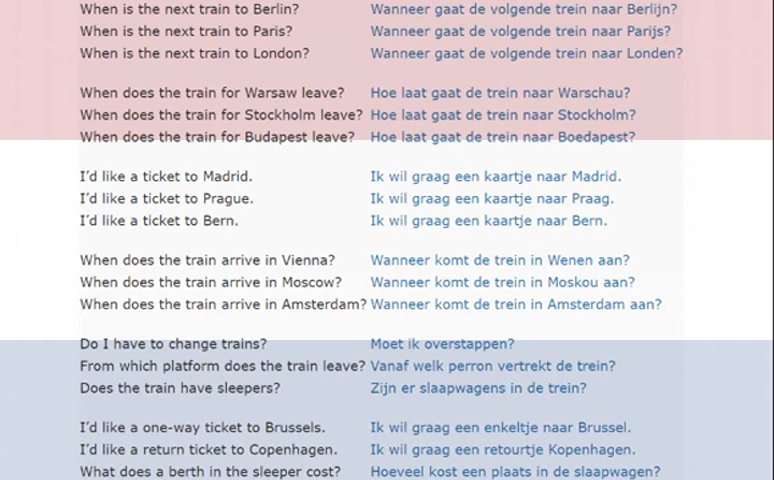 When is the next train to Berlin? Wanneer gaat de volgende trein naar Berlijn?
When is the next train to Paris? Wanneer gaat de volgende trein naar Parijs?
When is the next train to London? Wanneer gaat de volgende trein naar Londen?
When does the train for Warsaw leave? Hoe laat gaat de trein naar Warschau?
When does the train for Stockholm leave? Hoe laat gaat de trein naar Stockholm?
When does the train for Budapest leave? Hoe laat gaat de trein naar Boedapest?
I'd like a ticket to Madrid. Ik wil graag een kaartje naar Madrid.
I'd like a ticket to Prague. Ik wil graag een kaartje naar Praag.
I'd like a ticket to Bern. Ik wil graag een kaartje naar Bern.
When does the train arrive in Vienna? Wanneer komt de trein in Wenen aan?
When does the train arrive in Moscow? Wanneer komt de trein in Moskou aan?
When does the train arrive in Amsterdam? Wanneer komt de trein in Amsterdam aan?
Do I have to change trains? Moet ik overstappen?
From which platform does the train leave? Vanaf welk perron vertrekt de trein?
Does the train have sleepers? Zijn er slaapwagens in de trein?
I'd like a one-way ticket to Brussels. Ik wil graag een enkeltje naar Brussel.
I'd like a return ticket to Copenhagen. Ik wil graag een retourtje Kopenhagen.
What does a berth in the sleeper cost? Hoeveel kost een plaats in de slaapwagen?